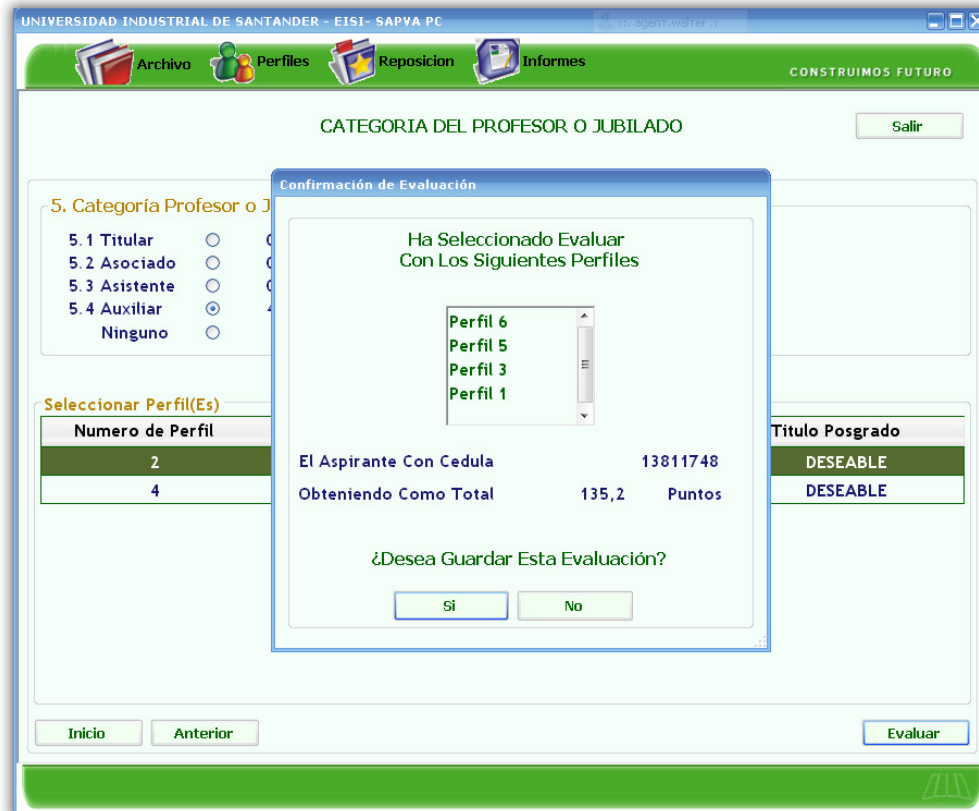 UNIVERSIDAD INDUSTRIAL DE SANTANDER - EISI- SAPVA PC
.:: agent.walrer .:
Archivo Perfiles Reposicion Informes
CONSTRUIMOS FUTURO
CATEGORIA DEL PROFESOR O JUBILADO
Salir
Confirmación de Evaluación
5. Categoría Profesor o J
5.1 Titular
5.2 Asociado
5.3 Asistente
5.4 Auxiliar
Ninguno
Ha Seleccionado Evaluar
Con Los Siguientes Perfiles
Perfil 6
Perfil 5
Perfil 3
Perfil 1
Seleccionar Perfil(Es)
Numero de Perfil Titulo Posgrado
2 DESEABLE
4 DESEABLE
El Aspirante Con Cedula 13811748
Obteniendo Como Total 135,2 Puntos
¿Desea Guardar Esta Evaluación?
Si No
Inicio Anterior Evaluar